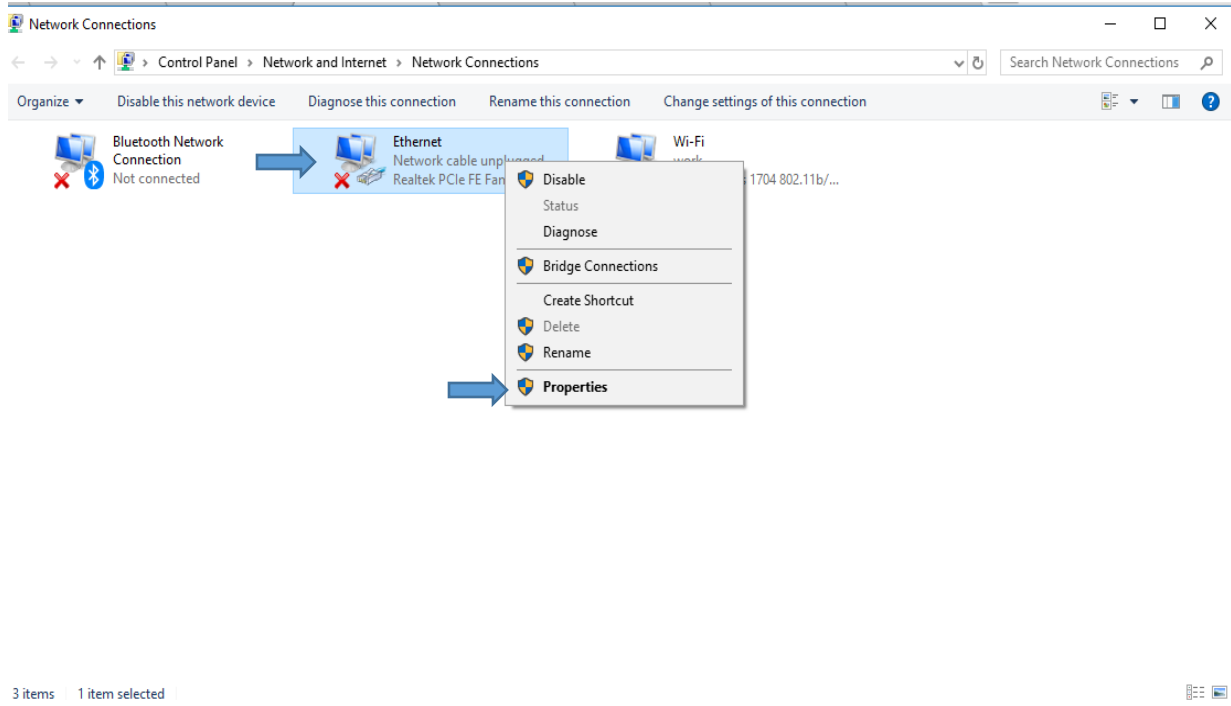 Network Connections
Control Panel > Network and Internet > Network Connections
Search Network Connections
Organize
Disable this network device
Diagnose this connection
Rename this connection
Change settings of this connection
Bluetooth Network
Connection
Not connected
Ethernet
Network cable unplugged
Realtek PCIe FE Fam
Wi-Fi
work
1704 802.11b/...
Disable
Status
Diagnose
Bridge Connections
Create Shortcut
Delete
Rename
Properties
3 items
1 item selected